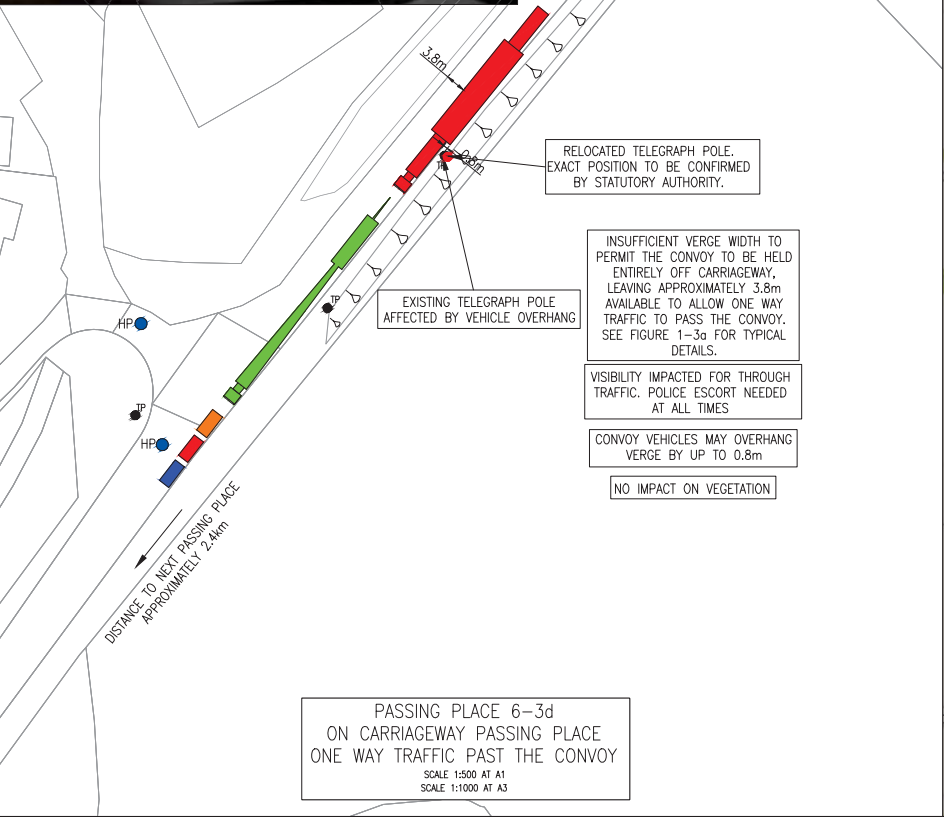 3.8m
0.8m
TP
RELOCATED TELEGRAPH POLE.
EXACT POSITION TO BE CONFIRMED
BY STATUTORY AUTHORITY.
INSUFFICIENT VERGE WIDTH TO
PERMIT THE CONVOY TO BE HELD
ENTIRELY OFF CARRIAGEWAY,
LEAVING APPROXIMATELY 3.8m
AVAILABLE TO ALLOW ONE WAY
TRAFFIC TO PASS THE CONVOY.
SEE FIGURE 1-3a FOR TYPICAL
DETAILS.
EXISTING TELEGRAPH POLE
AFFECTED BY VEHICLE OVERHANG
TP
HP
VISIBILITY IMPACTED FOR THROUGH
TRAFFIC. POLICE ESCORT NEEDED
AT ALL TIMES
TP
HP
CONVOY VEHICLES MAY OVERHANG
VERGE BY UP TO 0.8m
NO IMPACT ON VEGETATION
DISTANCE TO NEXT PASSING PLACE
APPROXIMATELY 2.4km
PASSING PLACE 6-3d
ON CARRIAGEWAY PASSING PLACE
ONE WAY TRAFFIC PAST THE CONVOY
SCALE 1:500 AT A1
SCALE 1:1000 AT A3